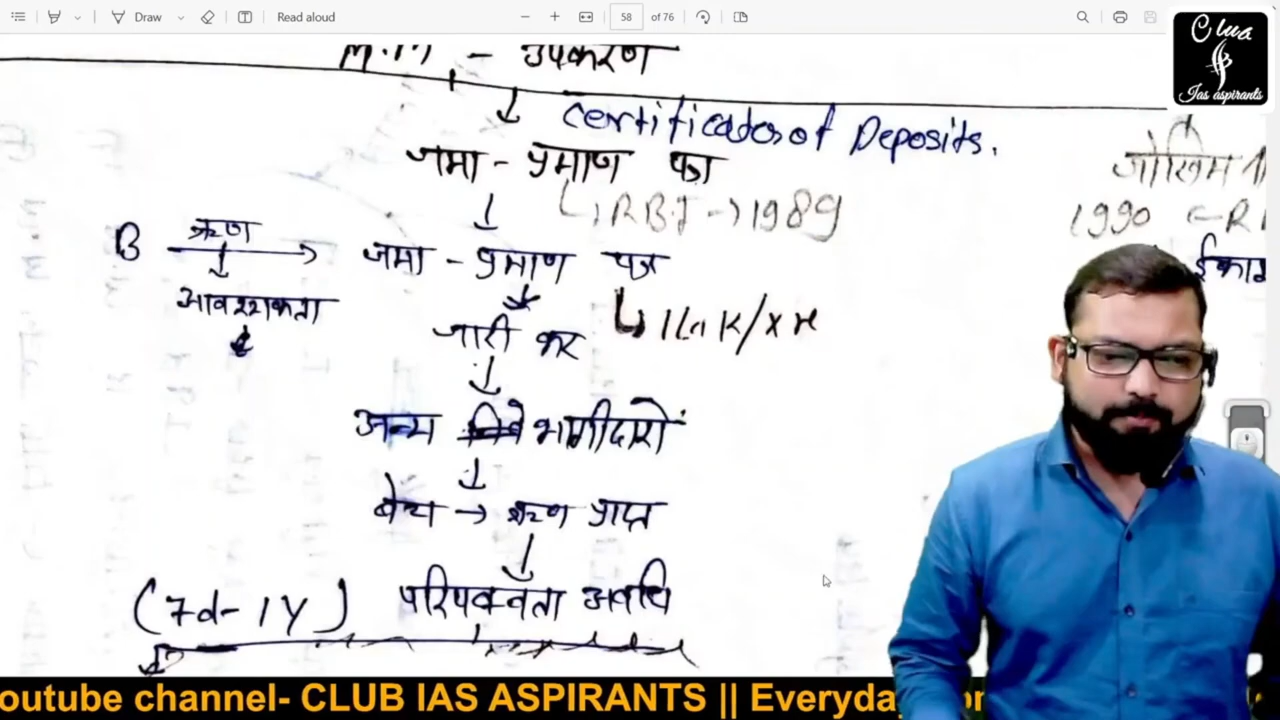 Draw
Read aloud
58 of 76
Club
Ias aspirants
M.M - उपकरण
certificates of Deposits.
जमा - प्रमाण पत्र
RBI → 1989
जोखिम
1990
B ऋण जमा - प्रमाण पत्र
आवश्यकता
जारी कर
अन्य भागीदारों
बेच → ऋण प्राप्त
(7d - 1Y) परिपक्वता अवधि
outube channel- CLUB IAS ASPIRANTS || Everyday